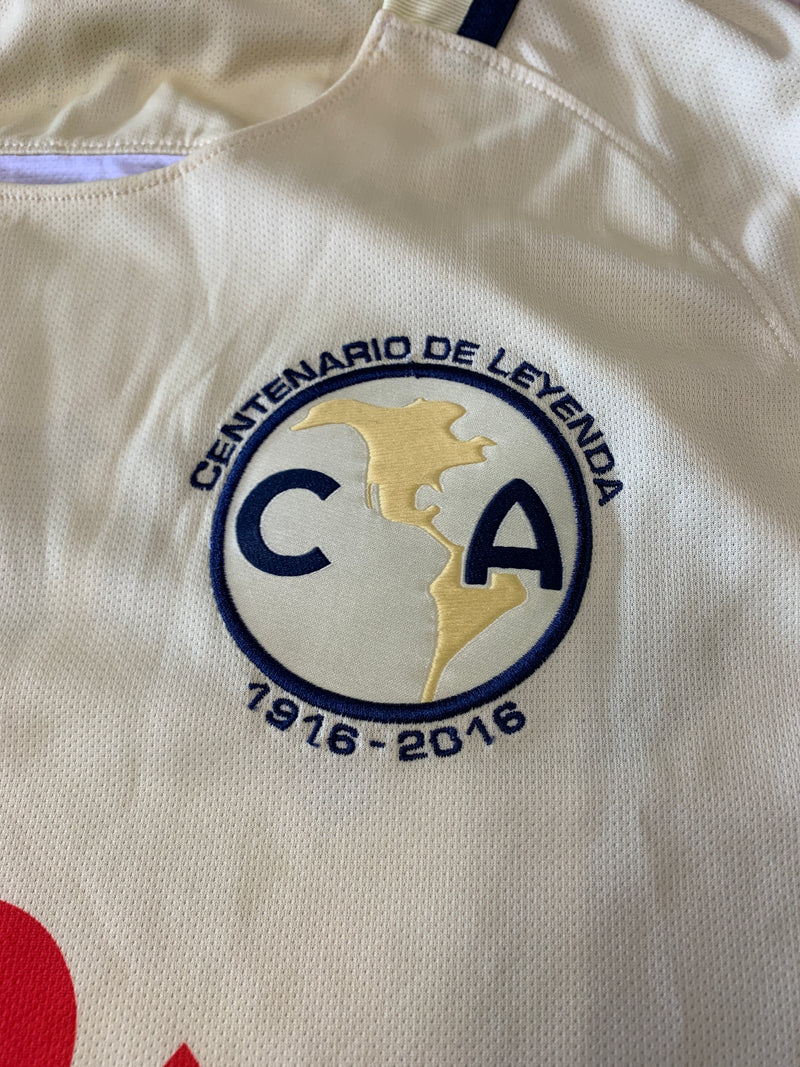 CENTENARIO DE LEYENDA
C A
1916 - 2016